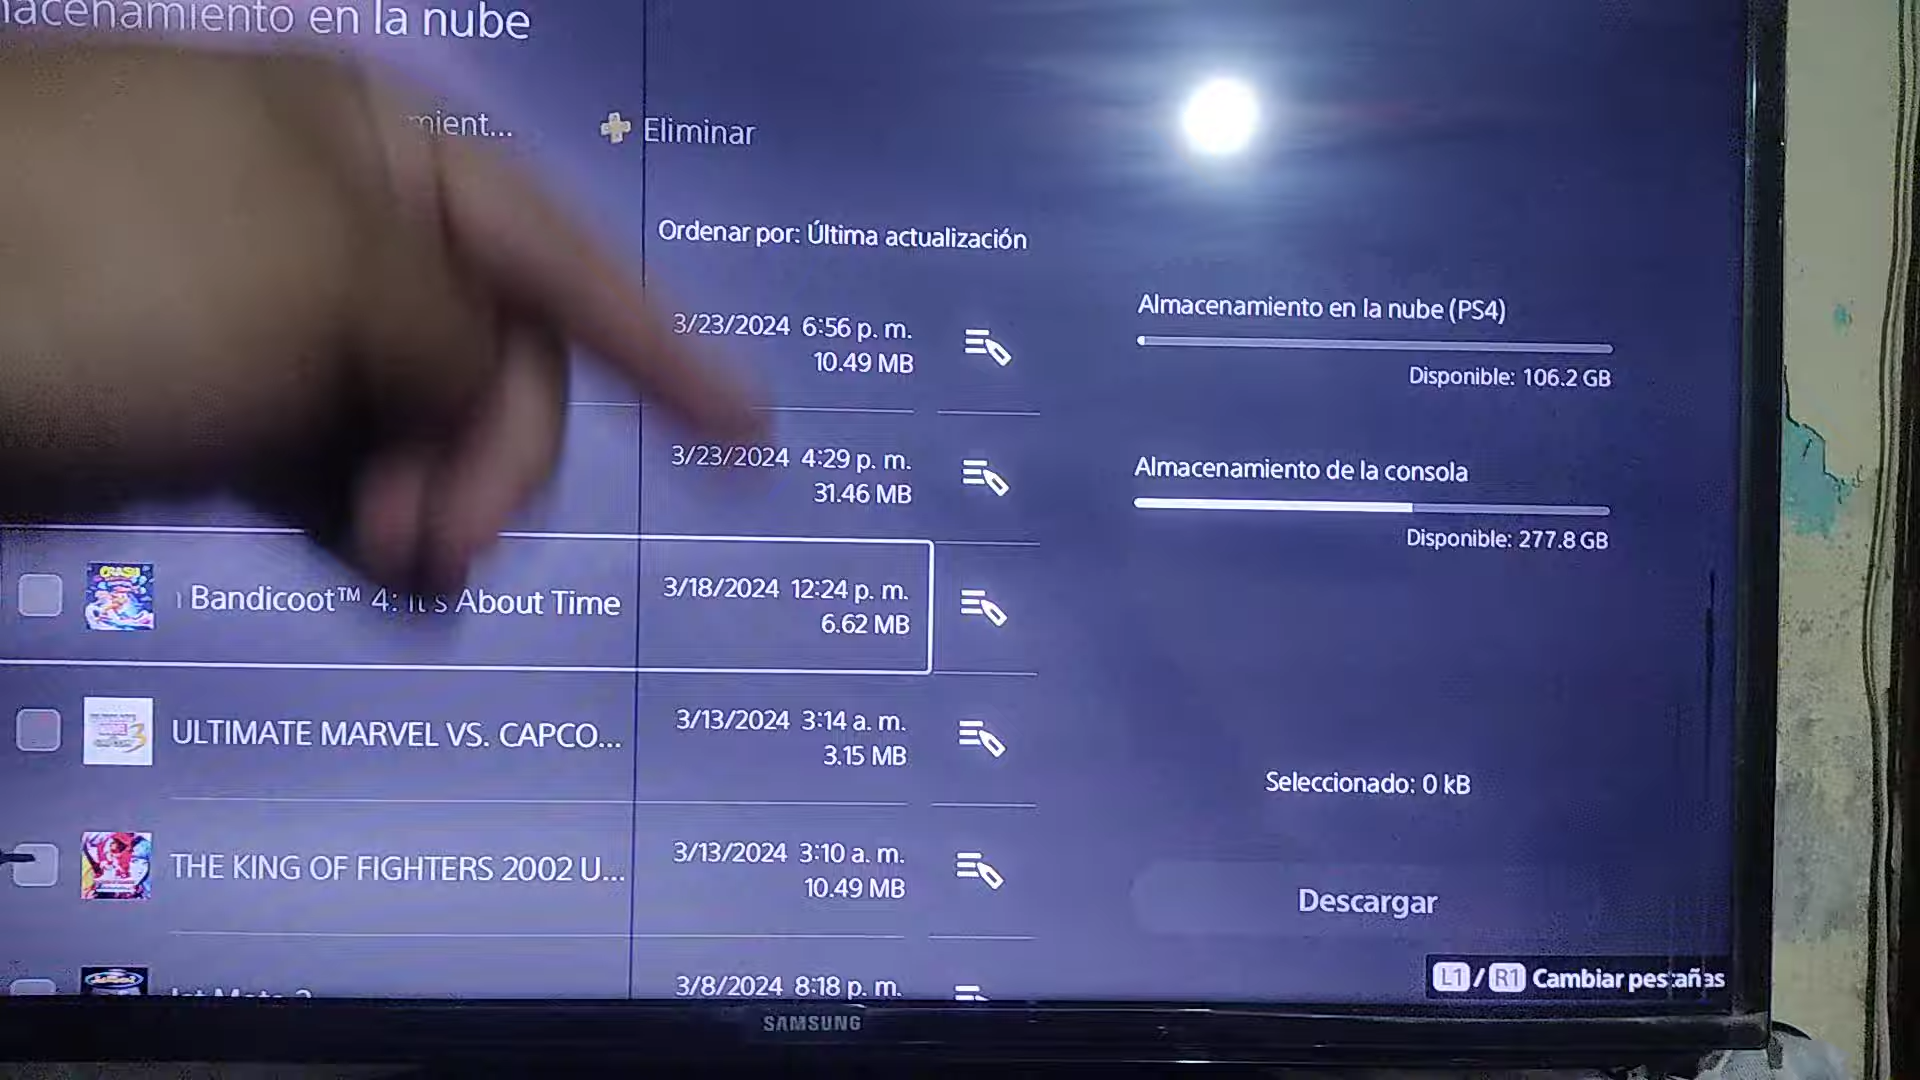 en la nube
Eliminar
Ordenar por: Última actualización
3/23/2024 6:56 p. m.
10.49 MB
3/23/2024 4:29 p. m.
31.46 MB
Bandicoot™ 4: It's About Time
3/18/2024 12:24 p. m.
6.62 MB
ULTIMATE MARVEL VS. CAPCO...
3/13/2024 3:14 a. m.
3.15 MB
THE KING OF FIGHTERS 2002 U...
3/13/2024 3:10 a. m.
10.49 MB
3/8/2024 8:18 p. m.
Almacenamiento en la nube (PS4)
Disponible: 106.2 GB
Almacenamiento de la consola
Disponible: 277.8 GB
Seleccionado: 0 kB
Descargar
L1 / R1 Cambiar pestañas
SAMSUNG